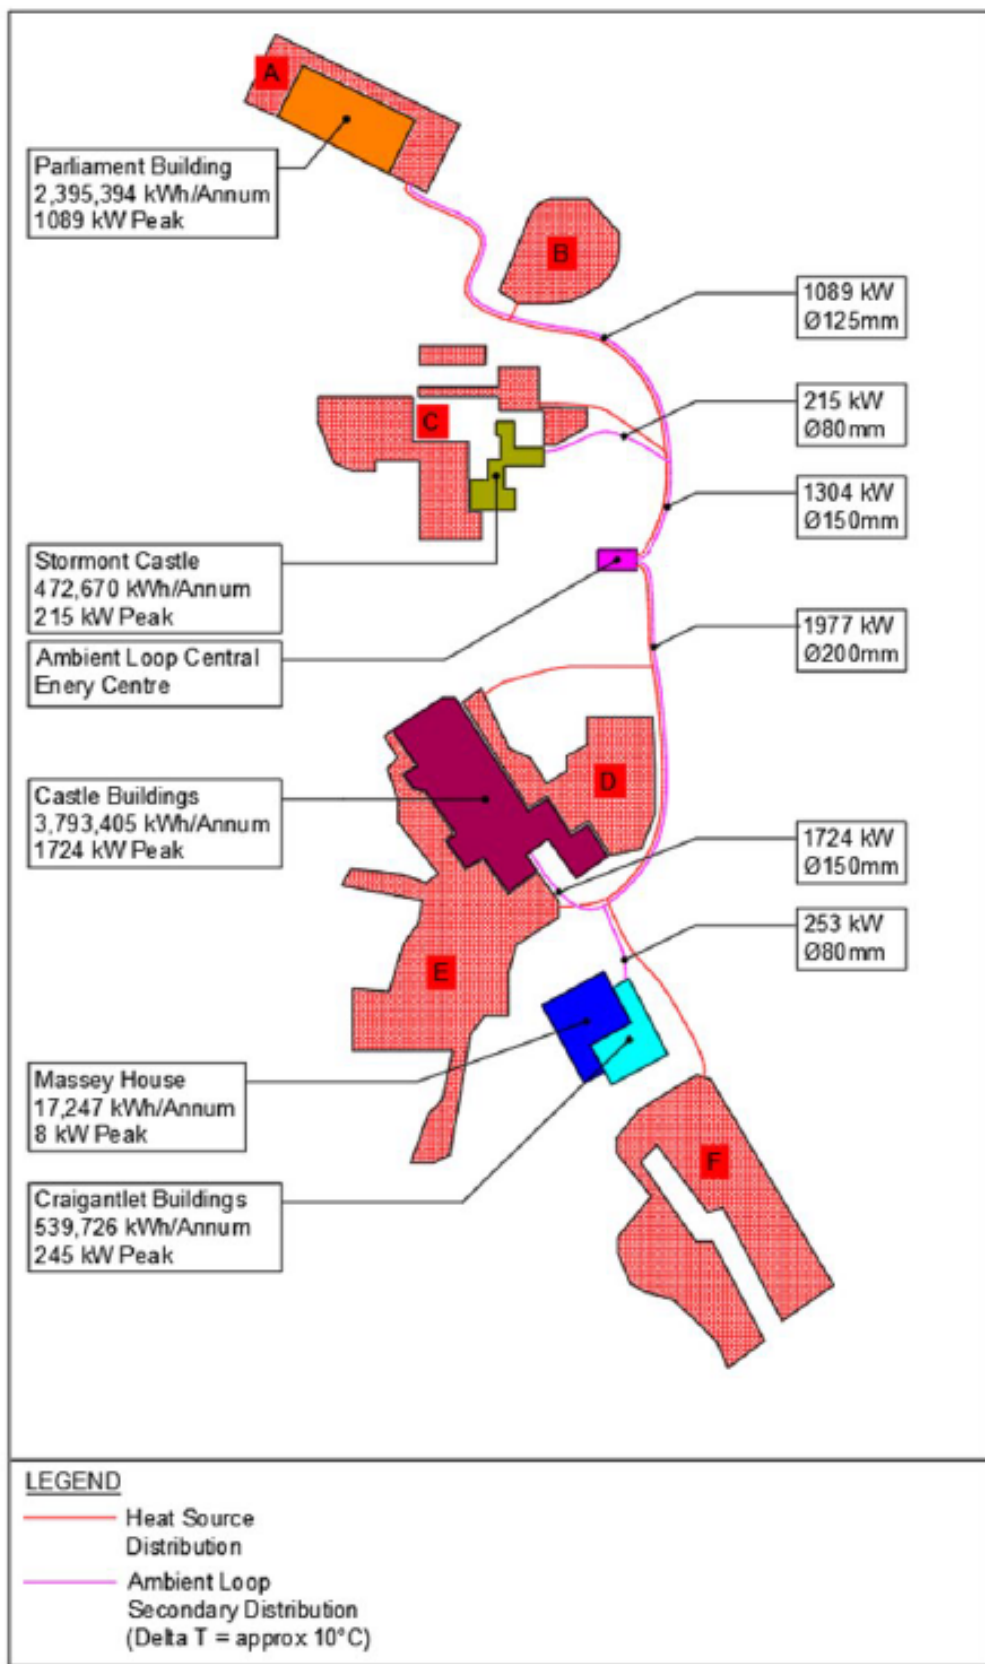 A
Parliament Building
2,395,394 kWh/Annum
1089 kW Peak
B
1089 kW
Ø125mm
215 kW
Ø80mm
C
1304 kW
Ø150mm
Stormont Castle
472,670 kWh/Annum
215 kW Peak
Ambient Loop Central
Enery Centre
1977 kW
Ø200mm
D
Castle Buildings
3,793,405 kWh/Annum
1724 kW Peak
1724 kW
Ø150mm
253 kW
Ø80mm
E
Massey House
17,247 kWh/Annum
8 kW Peak
F
Craigantlet Buildings
539,726 kWh/Annum
245 kW Peak
LEGEND
Heat Source
Distribution
Ambient Loop
Secondary Distribution
(Delta T = approx 10°C)